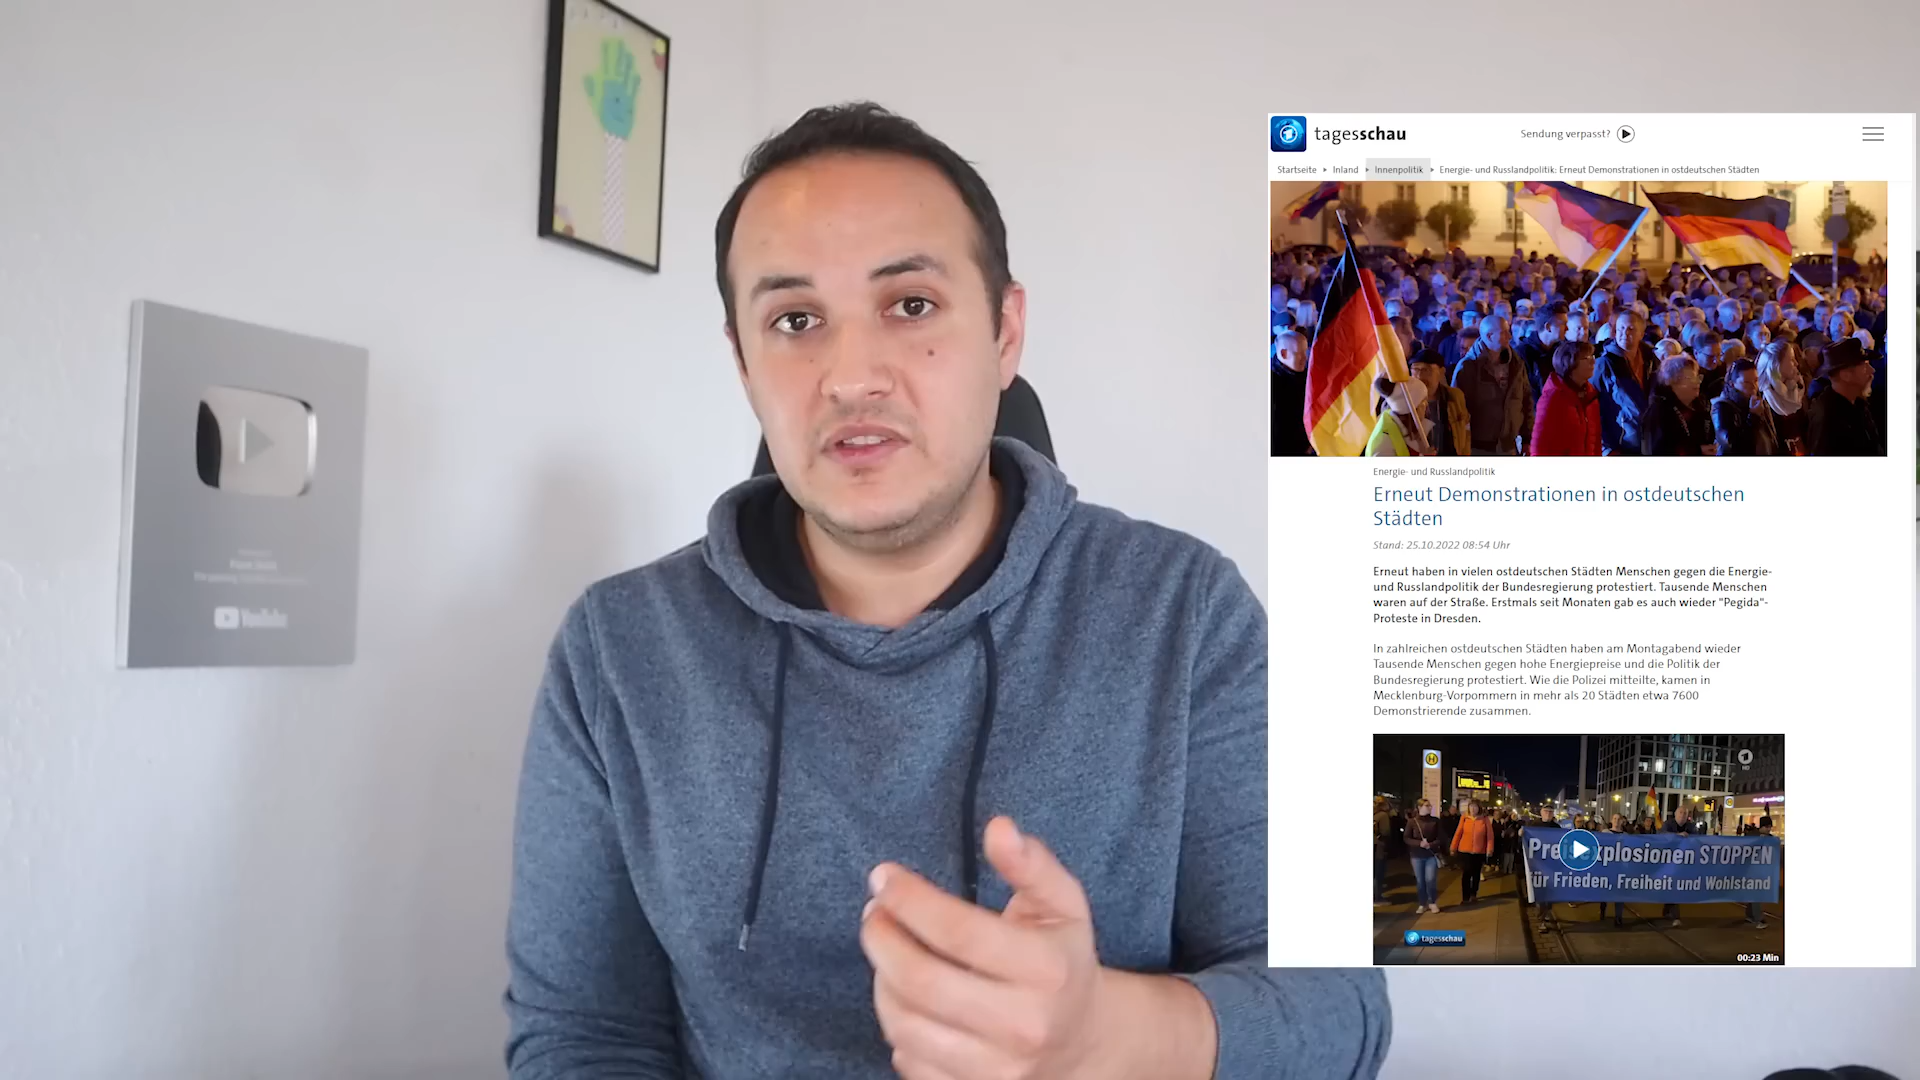 YouTube
tagesschau
Sendung verpasst?
Startseite
Inland
Innenpolitik
Energie- und Russlandpolitik: Erneut Demonstrationen in ostdeutschen Städten
Energie- und Russlandpolitik
Erneut Demonstrationen in ostdeutschen
Städten
Stand: 25.10.2022 08:54 Uhr
Erneut haben in vielen ostdeutschen Städten Menschen gegen die Energie-
und Russlandpolitik der Bundesregierung protestiert. Tausende Menschen
waren auf der Straße. Erstmals seit Monaten gab es auch wieder "Pegida"-
Proteste in Dresden.
In zahlreichen ostdeutschen Städten haben am Montagabend wieder
Tausende Menschen gegen hohe Energiepreise und die Politik der
Bundesregierung protestiert. Wie die Polizei mitteilte, kamen in
Mecklenburg-Vorpommern in mehr als 20 Städten etwa 7600
Demonstrierende zusammen.
H
Preisexplosionen STOPPEN
für Frieden, Freiheit und Wohlstand
tagesschau
00:23 Min